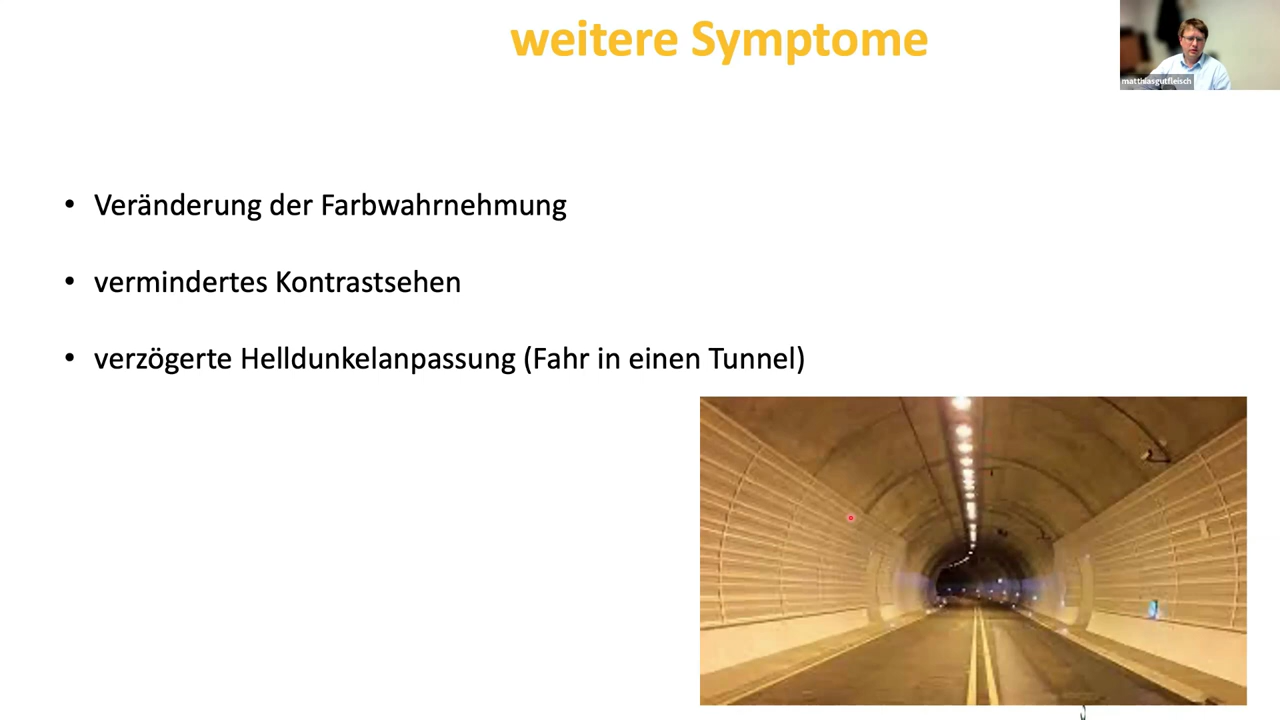 weitere Symptome
matthiasgutfleisch
• Veränderung der Farbwahrnehmung
• vermindertes Kontrastsehen
• verzögerte Helldunkelanpassung (Fahr in einen Tunnel)